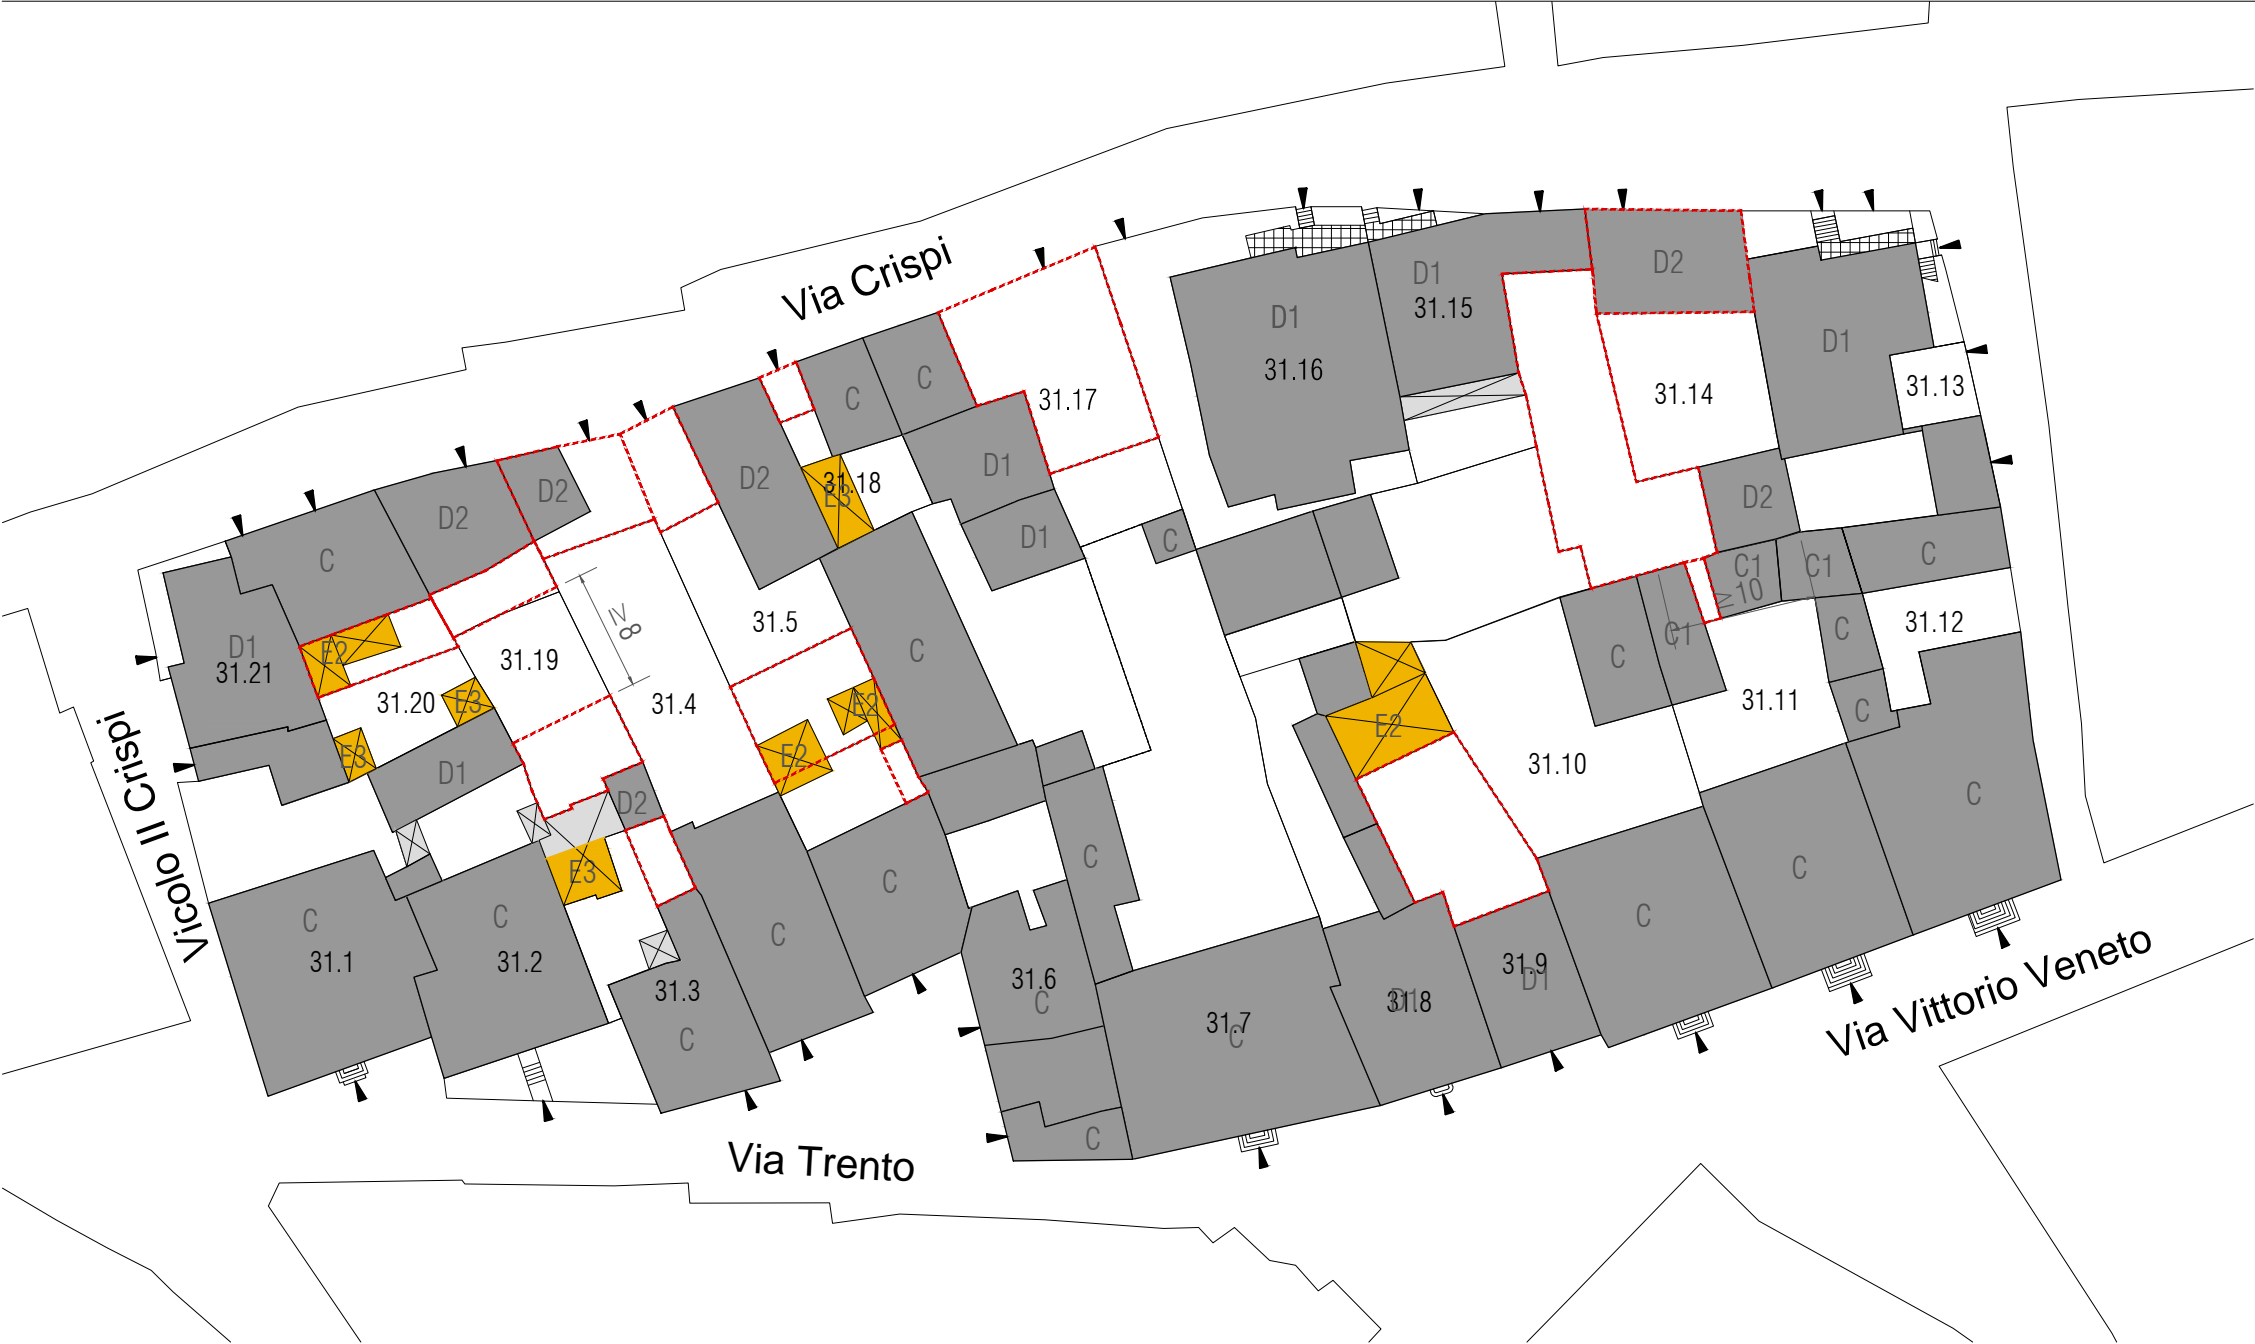 Via Crispi
D1
31.16
D1
31.15
D2
D1
31.14
31.13
31.17
C
C
D1
D1
C
D2
E3
31.18
D2
D2
C
D1
31.21
E2
31.20
E3
E3
D1
31.19
≥8
31.4
31.5
E2
E2
C
D2
E3
D2
C1
C1
≥10
C
C1
C
C
C
31.12
31.11
31.10
E2
C
31.1
C
31.2
31.3
C
C
C
C
31.6
C
C
31.7
C
31.8
D1
31.9
D1
C
C
C
Vicolo II Crispi
Via Trento
Via Vittorio Veneto